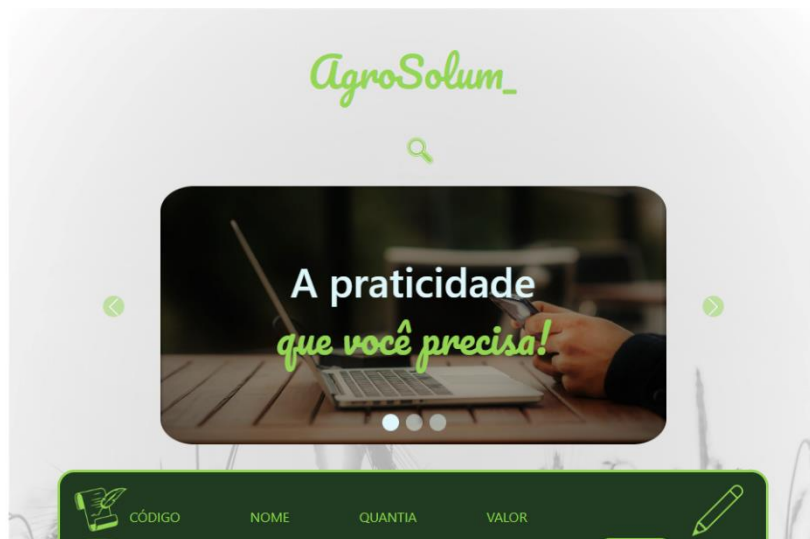 AgroSolum_
A praticidade
que você precisa!
CÓDIGO NOME QUANTIA VALOR